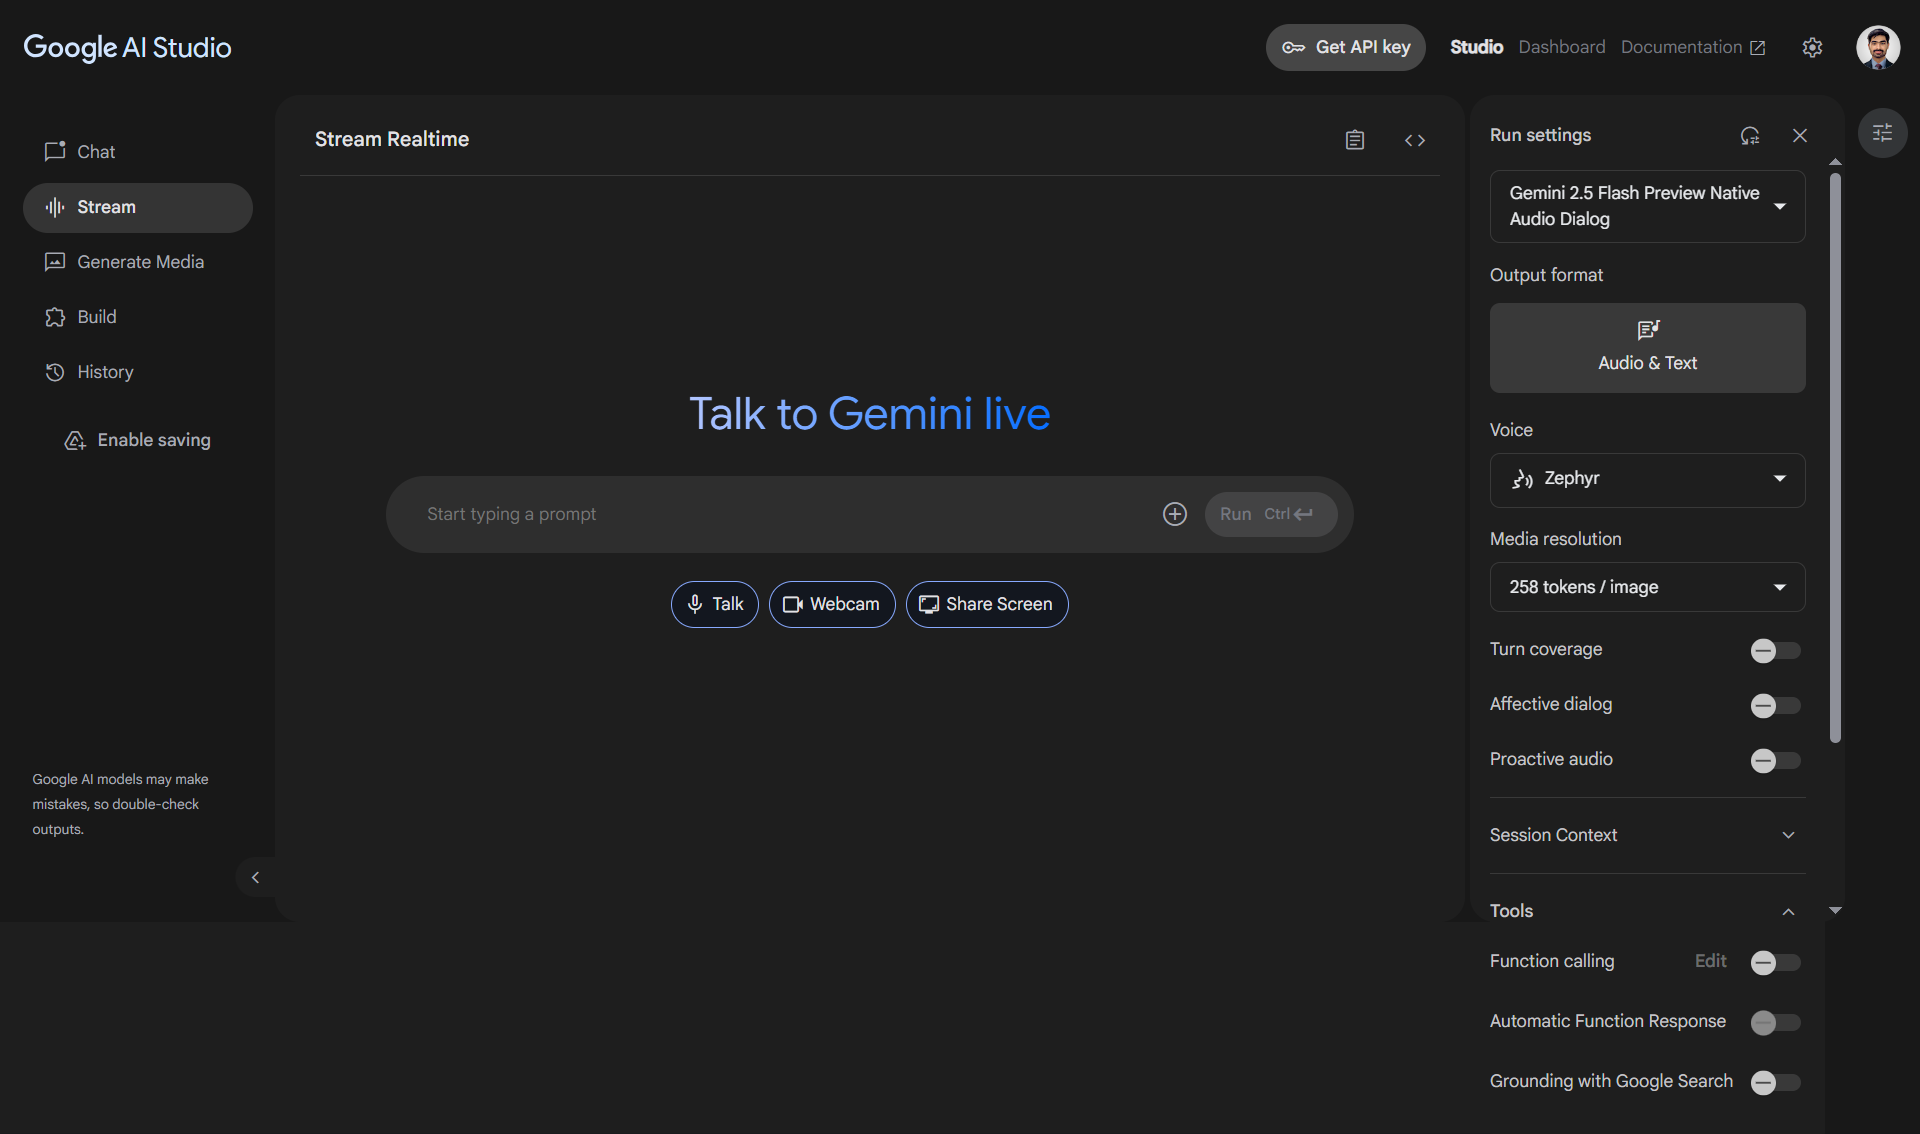 Google AI Studio
Get API key
Studio
Dashboard
Documentation
Chat
Stream
Generate Media
Build
History
Enable saving
Google AI models may make
mistakes, so double-check
outputs.
Stream Realtime
Talk to Gemini live
Start typing a prompt
Run Ctrl
Talk
Webcam
Share Screen
Run settings
Gemini 2.5 Flash Preview Native
Audio Dialog
Output format
Audio & Text
Voice
Zephyr
Media resolution
258 tokens / image
Turn coverage
Affective dialog
Proactive audio
Session Context
Tools
Function calling Edit
Automatic Function Response
Grounding with Google Search